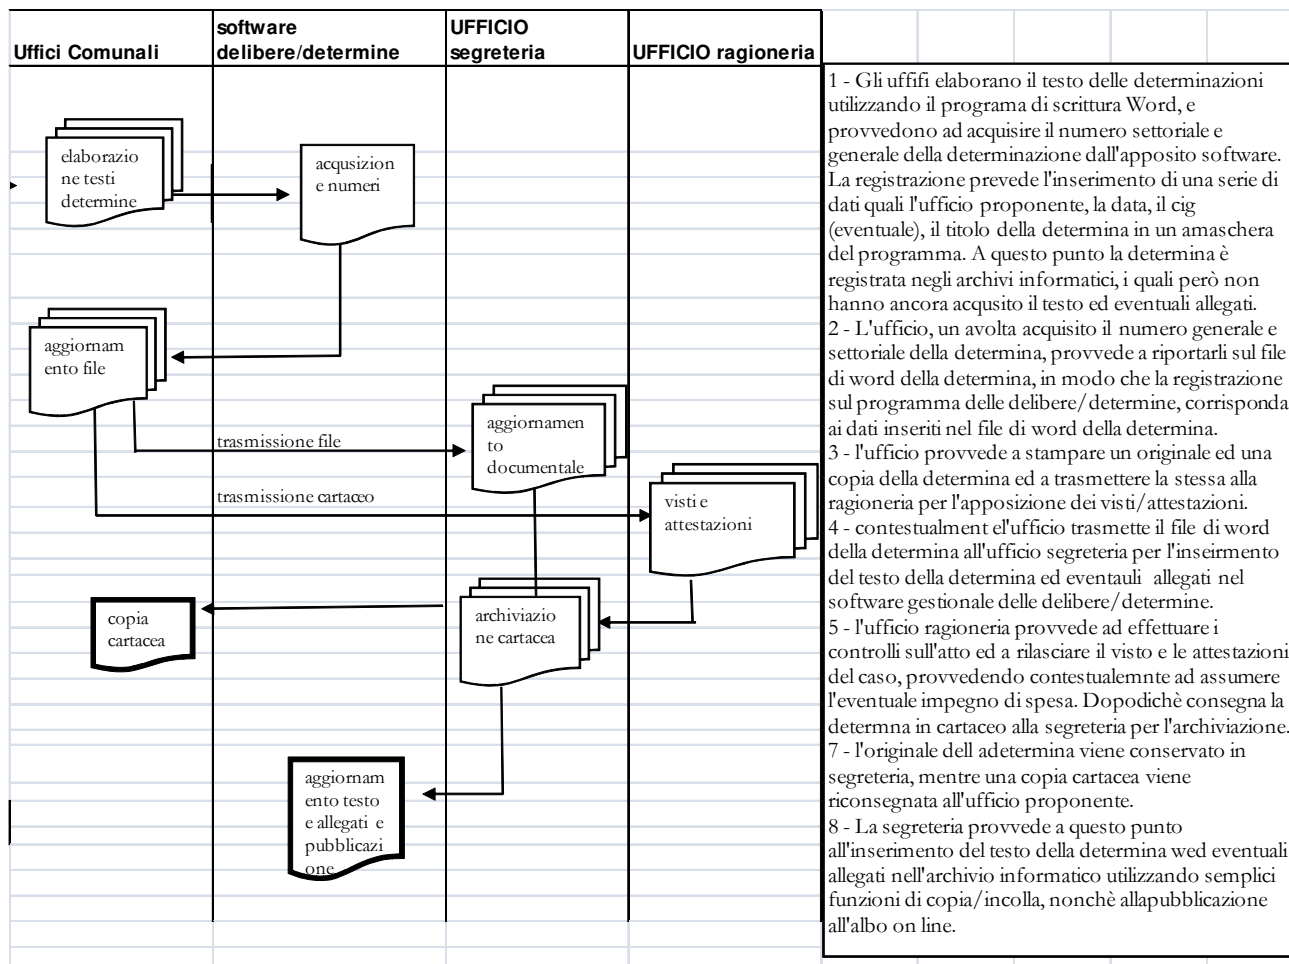 Uffici Comunali
software
delibere/determine
UFFICIO
segreteria
UFFICIO ragioneria
elaborazio
ne testi
determine
acqusizion
e numeri
aggiornam
ento file
trasmissione file
aggiornamen
to
documentale
trasmissione cartaceo
visti e
attestazioni
copia
cartacea
archiviazio
ne cartacea
aggiornam
ento testo
e allegati e
pubblicazi
one
1 - Gli uffifi elaborano il testo delle determinazioni
utilizzando il programa di scrittura Word, e
provvedono ad acquisire il numero settoriale e
generale della determinazione dall'apposito software.
La registrazione prevede l'inserimento di una serie di
dati quali l'ufficio proponente, la data, il cig
(eventuale), il titolo della determina in un amaschera
del programma. A questo punto la determina è
registrata negli archivi informatici, i quali però non
hanno ancora acqusito il testo ed eventuali allegati.
2 - L'ufficio, un avolta acquisito il numero generale e
settoriale della determina, provvede a riportarli sul file
di word della determina, in modo che la registrazione
sul programma delle delibere/determine, corrisponda
ai dati inseriti nel file di word della determina.
3 - l'ufficio provvede a stampare un originale ed una
copia della determina ed a trasmettere la stessa alla
ragioneria per l'apposizione dei visti/attestazioni.
4 - contestualment el'ufficio trasmette il file di word
della determina all'ufficio segreteria per l'inseirmento
del testo della determina ed eventauli allegati nel
software gestionale delle delibere/determine.
5 - l'ufficio ragioneria provvede ad effettuare i
controlli sull'atto ed a rilasciare il visto e le attestazioni
del caso, provvedendo contestualemnte ad assumere
l'eventuale impegno di spesa. Dopodichè consegna la
determna in cartaceo alla segreteria per l'archiviazione.
7 - l'originale dell adetermina viene conservato in
segreteria, mentre una copia cartacea viene
riconsegnata all'ufficio proponente.
8 - La segreteria provvede a questo punto
all'inserimento del testo della determina wed eventuali
allegati nell'archivio informatico utilizzando semplici
funzioni di copia/incolla, nonchè allapubblicazione
all'albo on line.